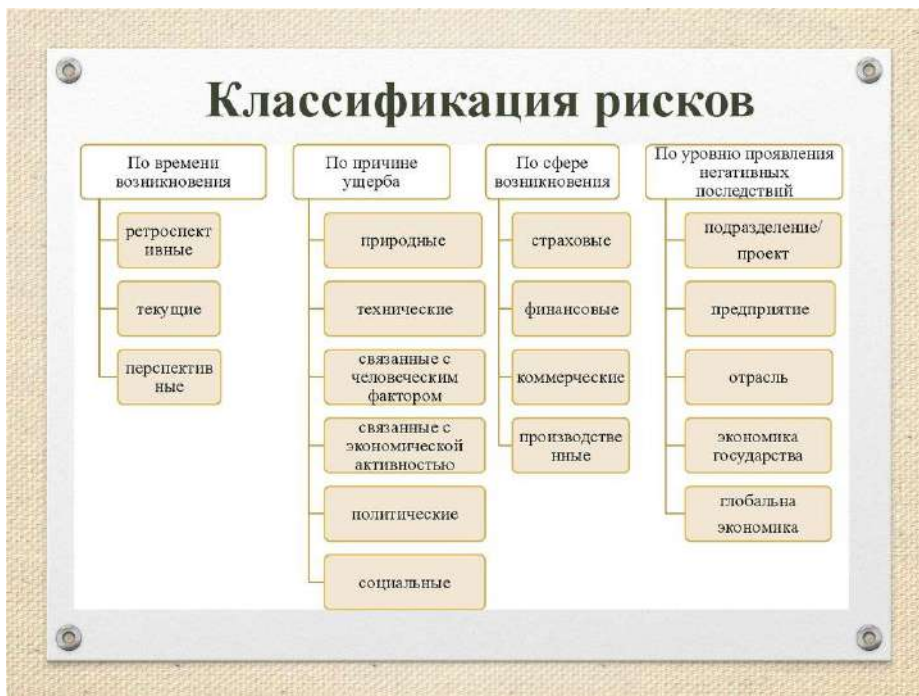 Классификация рисков
По времени
возникновения
ретроспект
ивные
текущие
перспектив
ные
По причине
ущерба
природные
технические
связанные с
человеческим
фактором
связанные с
экономической
активностью
политические
социальные
По сфере
возникновения
страховые
финансовые
коммерческие
производстве
нные
По уровню проявления
негативных
последствий
подразделение/
проект
предприятие
отрасль
экономика
государства
глобальна
экономика